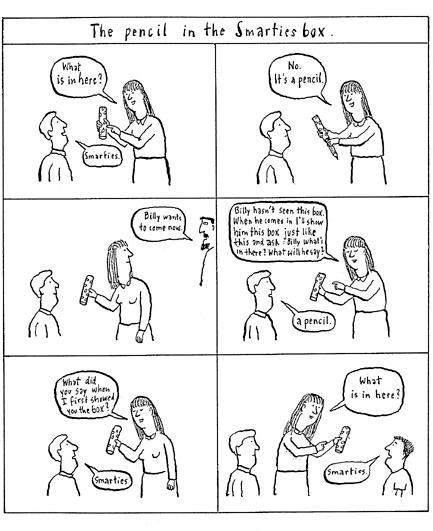 The pencil in the Smarties box.
What
is in here?
Smarties.
No.
It's a pencil.
Billy wants
to come now.
Billy hasn't seen this box.
When he comes in I'll show
him this box just like
this and ask: Billy what's
in there? What will he say?
a pencil.
What did
you say when
I first showed
you the box?
Smarties
What
is in here?
Smarties.